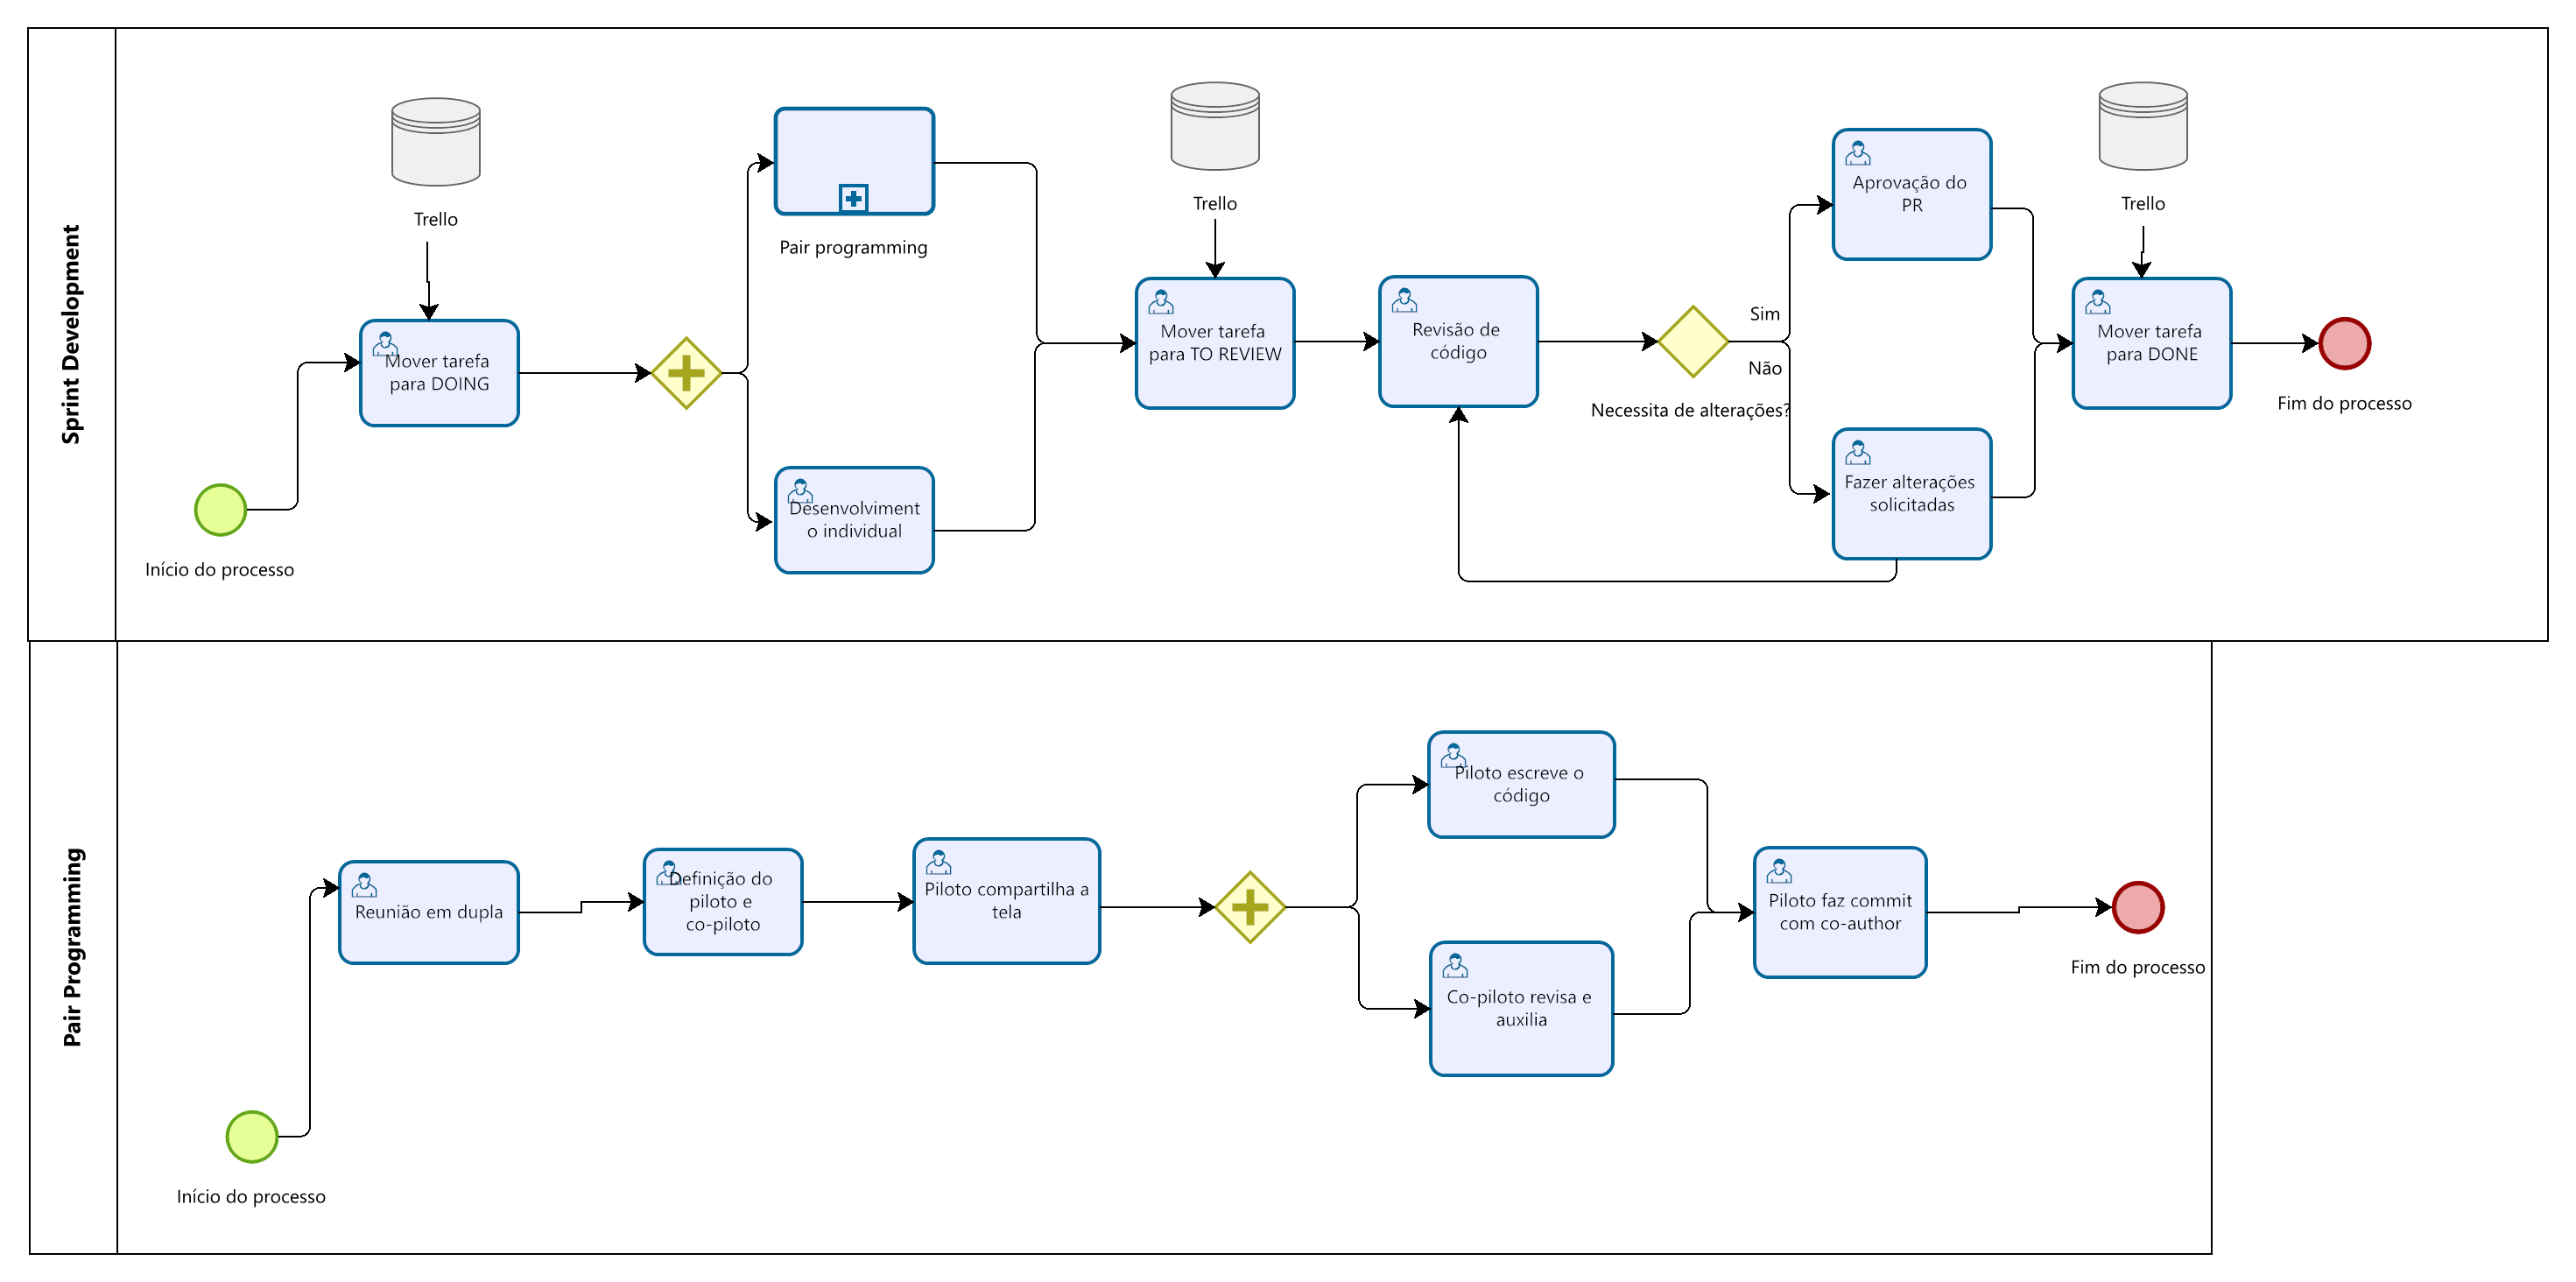 Sprint Development
Trello
Mover tarefa
para DOING
Início do processo
Pair programming
Desenvolviment
o individual
Trello
Mover tarefa
para TO REVIEW
Revisão de
código
Sim
Não
Necessita de alterações?
Aprovação do
PR
Fazer alterações
solicitadas
Trello
Mover tarefa
para DONE
Fim do processo
Pair Programming
Início do processo
Reunião em dupla
Definição do
piloto e
co-piloto
Piloto compartilha a
tela
Piloto escreve o
código
Co-piloto revisa e
auxilia
Piloto faz commit
com co-author
Fim do processo